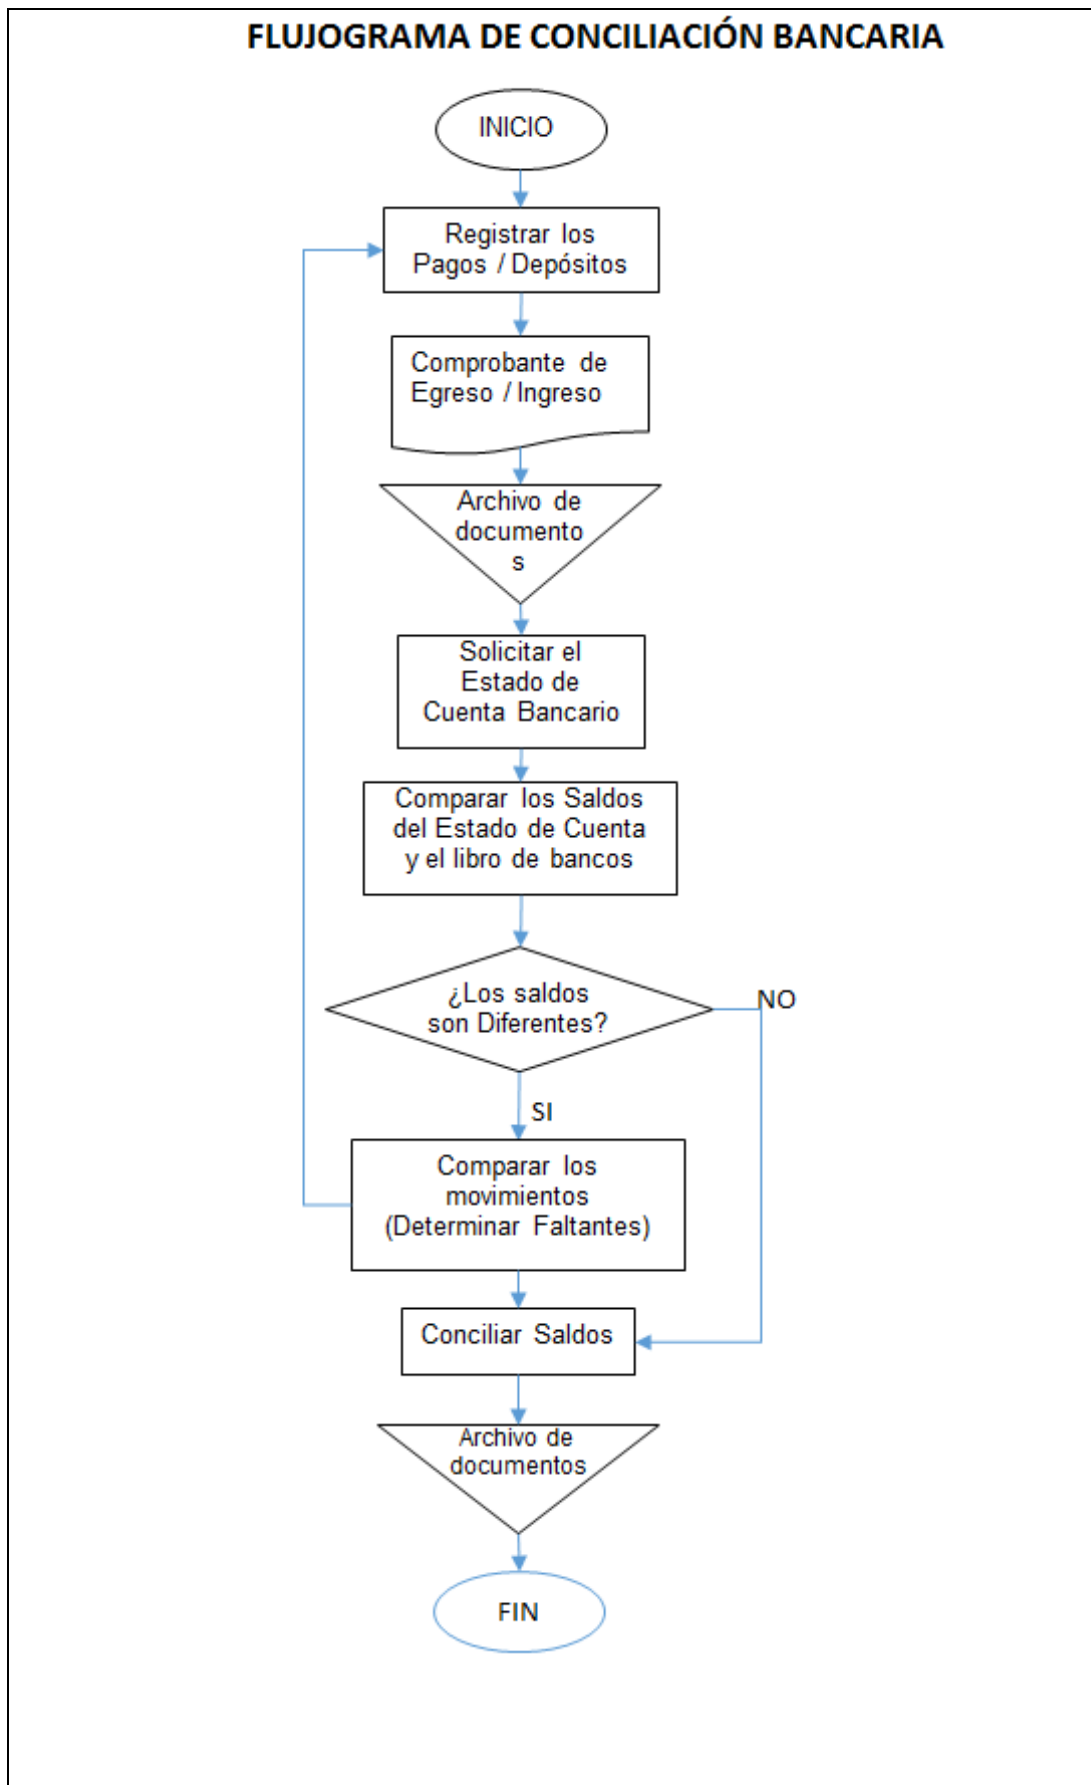 FLUJOGRAMA DE CONCILIACIÓN BANCARIA
INICIO
Registrar los
Pagos / Depósitos
Comprobante de
Egreso / Ingreso
Archivo de
documento
s
Solicitar el
Estado de
Cuenta Bancario
Comparar los Saldos
del Estado de Cuenta
y el libro de bancos
¿Los saldos
son Diferentes?
NO
SI
Comparar los
movimientos
(Determinar Faltantes)
Conciliar Saldos
Archivo de
documentos
FIN